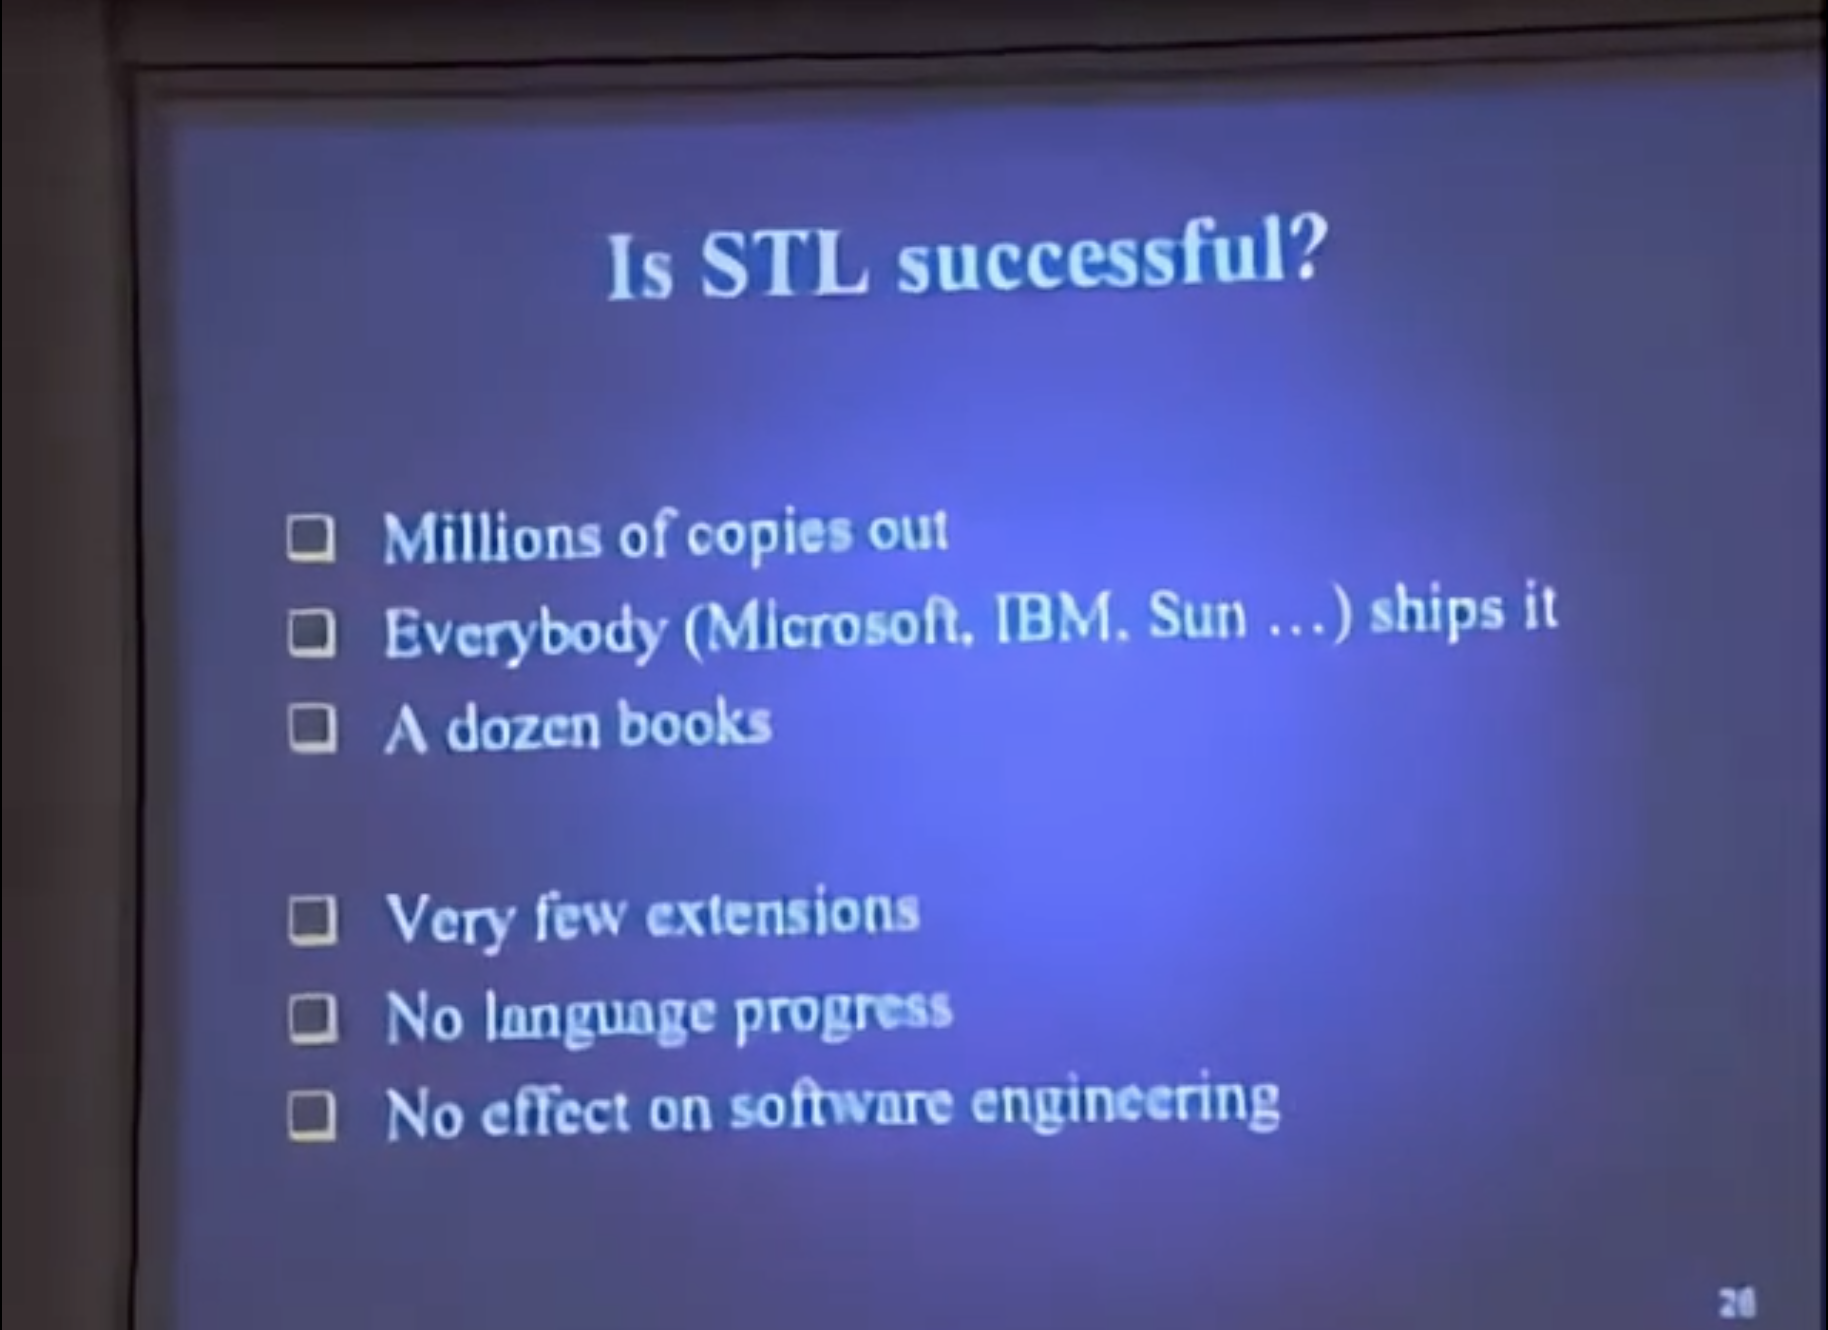 Is STL successful?
❑ Millions of copies out
❑ Everybody (Microsoft, IBM, Sun ...) ships it
❑ A dozen books
❑ Very few extensions
❑ No language progress
❑ No effect on software engineering